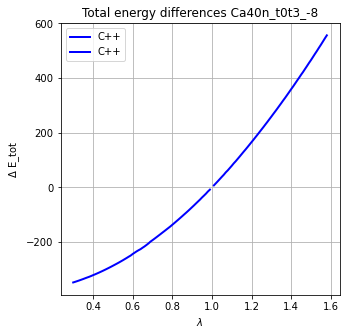 Total energy differences Ca40n_t0t3_-8
C++
C++
600
400
200
0
−200
Δ E_tot
0.4 0.6 0.8 1.0 1.2 1.4 1.6
λ